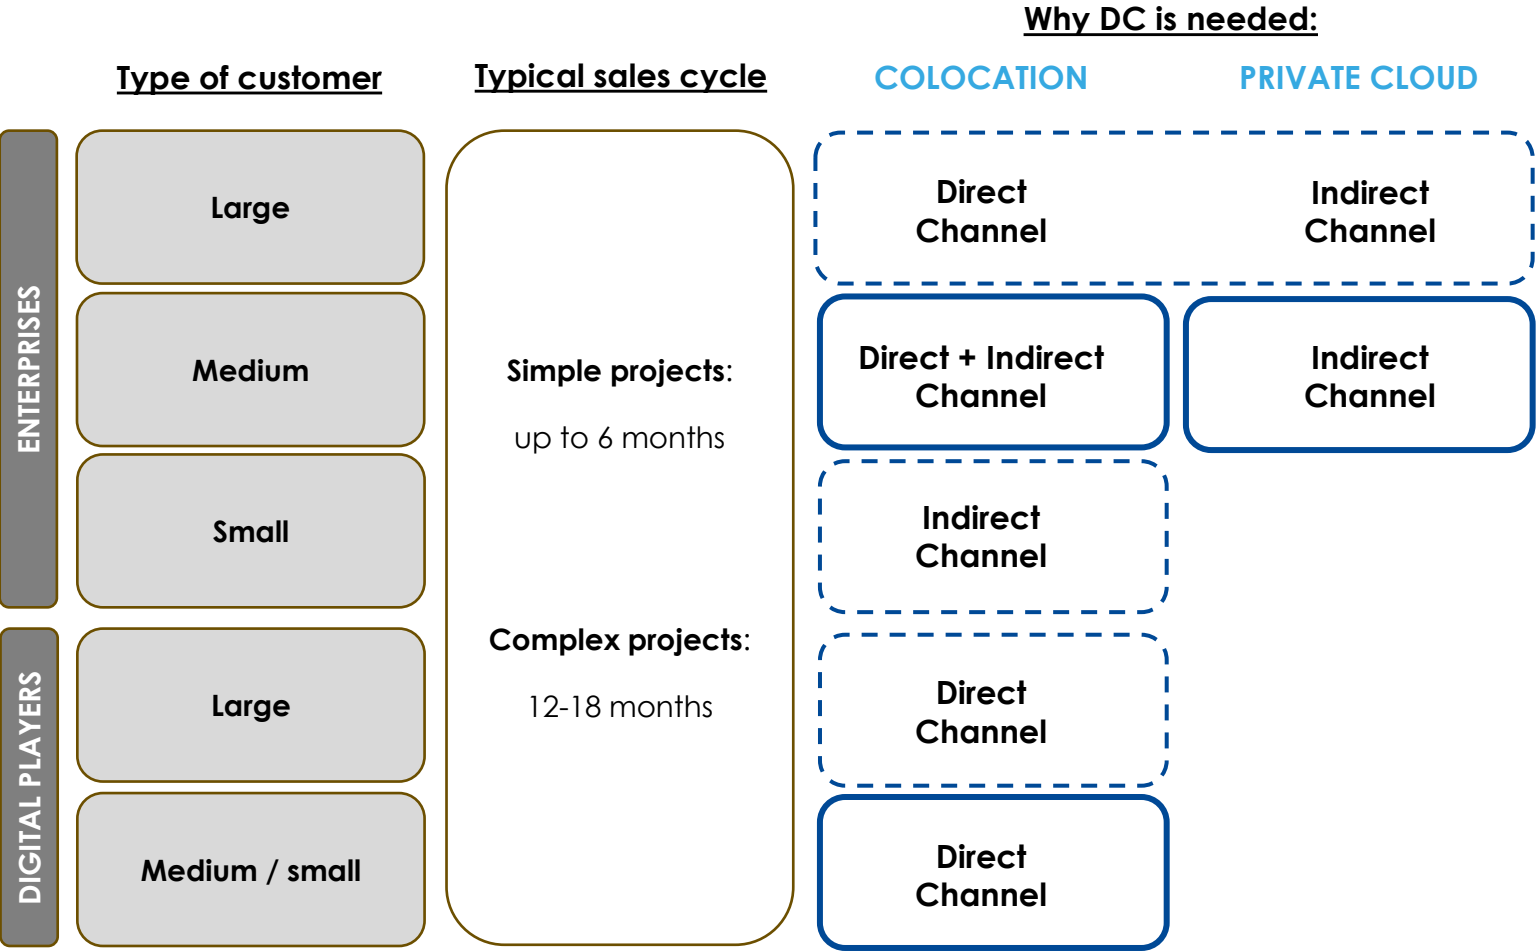 Why DC is needed:
Type of customer
Typical sales cycle
COLOCATION
PRIVATE CLOUD
ENTERPRISES
Large
Direct
Channel
Indirect
Channel
Medium
Simple projects:
up to 6 months
Direct + Indirect
Channel
Indirect
Channel
Small
Indirect
Channel
DIGITAL PLAYERS
Large
Complex projects:
12-18 months
Direct
Channel
Medium / small
Direct
Channel